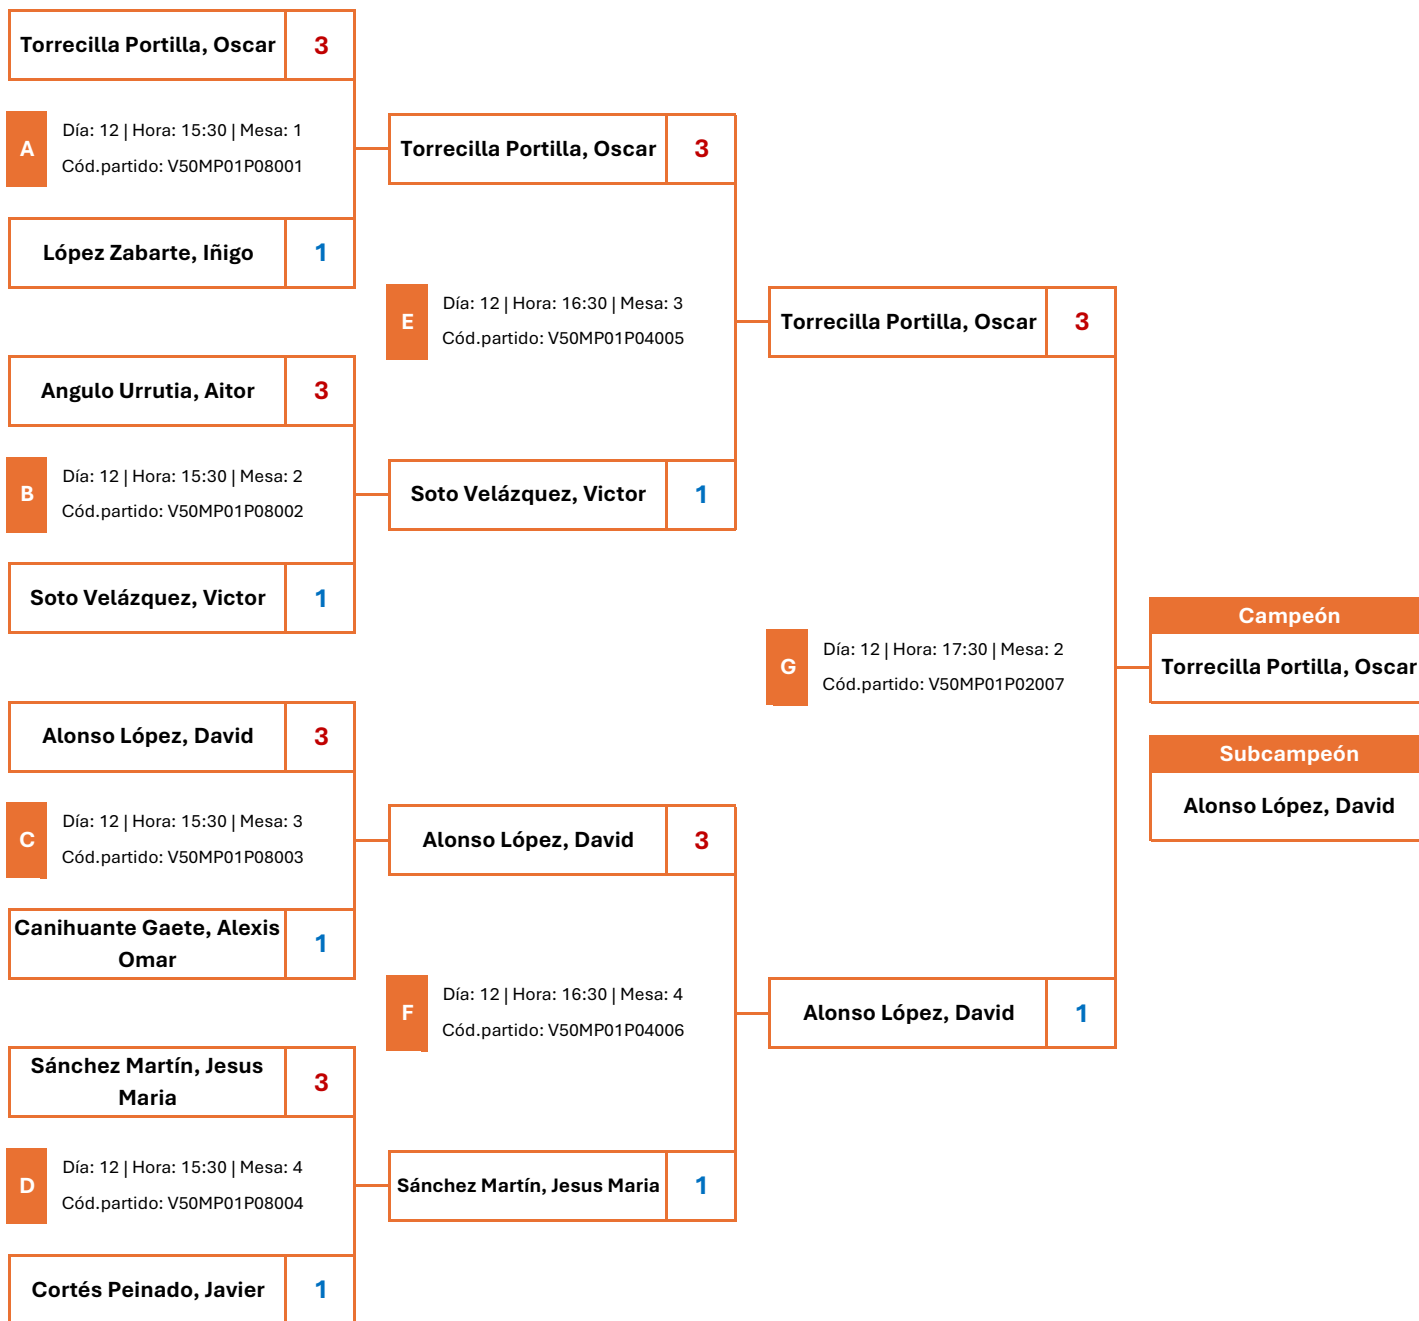 Torrecilla Portilla, Oscar 3
A
Día: 12 | Hora: 15:30 | Mesa: 1
Cód.partido: V50MP01P08001
López Zabarte, Iñigo 1
Angulo Urrutia, Aitor 3
B
Día: 12 | Hora: 15:30 | Mesa: 2
Cód.partido: V50MP01P08002
Soto Velázquez, Victor 1
Alonso López, David 3
C
Día: 12 | Hora: 15:30 | Mesa: 3
Cód.partido: V50MP01P08003
Canihuante Gaete, Alexis
Omar
1
Sánchez Martín, Jesus
Maria
3
D
Día: 12 | Hora: 15:30 | Mesa: 4
Cód.partido: V50MP01P08004
Cortés Peinado, Javier 1
Torrecilla Portilla, Oscar 3
E
Día: 12 | Hora: 16:30 | Mesa: 3
Cód.partido: V50MP01P04005
Soto Velázquez, Victor 1
Alonso López, David 3
F
Día: 12 | Hora: 16:30 | Mesa: 4
Cód.partido: V50MP01P04006
Sánchez Martín, Jesus Maria 1
Torrecilla Portilla, Oscar 3
G
Día: 12 | Hora: 17:30 | Mesa: 2
Cód.partido: V50MP01P02007
Alonso López, David 1
Campeón
Torrecilla Portilla, Oscar
Subcampeón
Alonso López, David